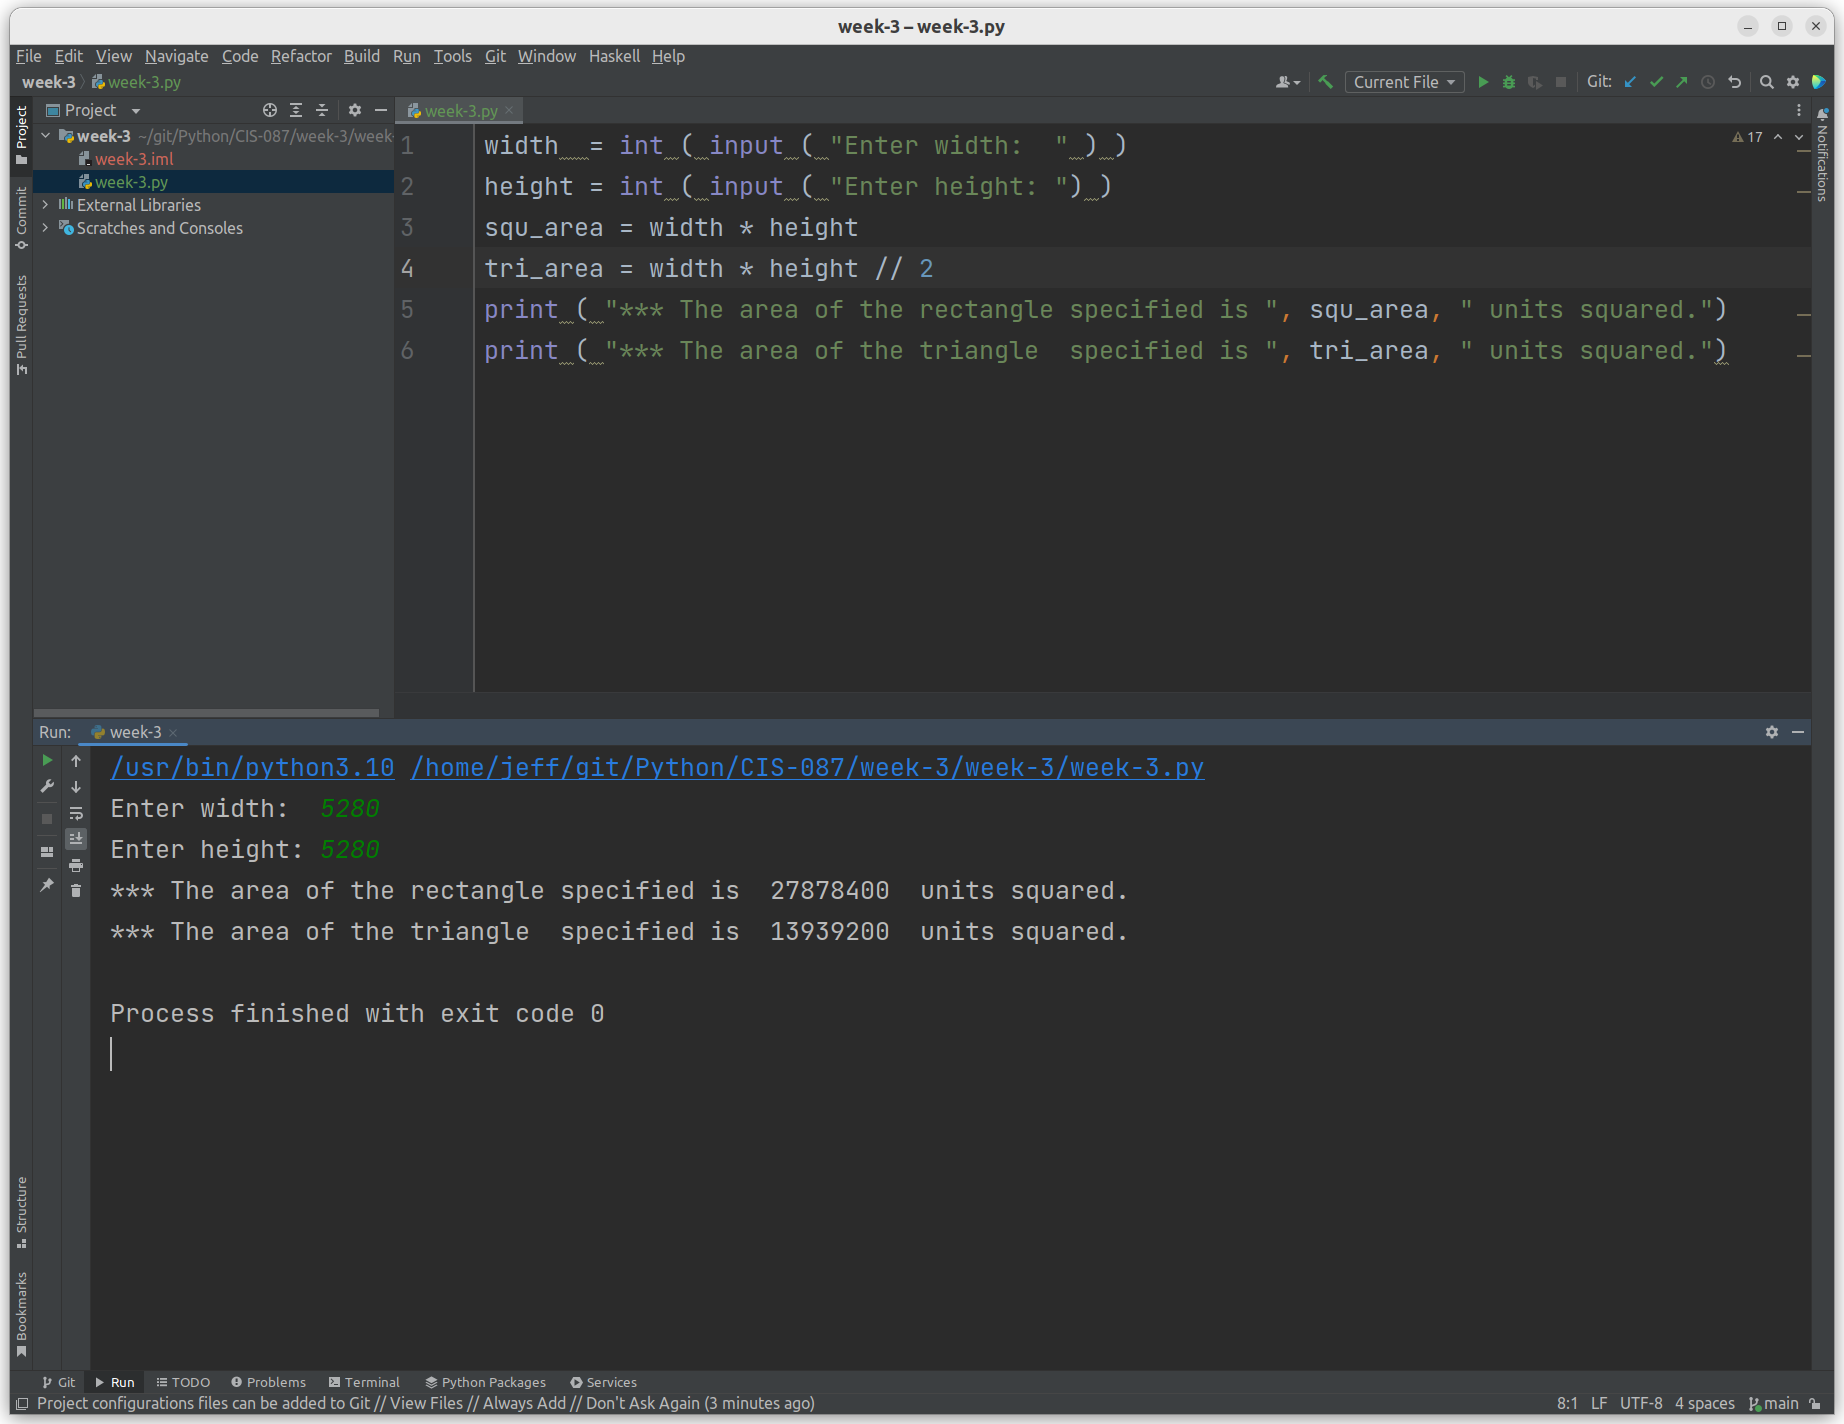 week-3 – week-3.py
File Edit View Navigate Code Refactor Build Run Tools Git Window Haskell Help
week-3 week-3.py Current File Git:
Project week-3.py
week-3 ~/git/Python/CIS-087/week-3/week-
week-3.iml
week-3.py
External Libraries
Scratches and Consoles
Project
Commit
Pull Requests
17
1 width  = int ( input ( "Enter width:  " ) )
2 height = int ( input ( "Enter height: ") )
3 squ_area = width * height
4 tri_area = width * height // 2
5 print ( "*** The area of the rectangle specified is ", squ_area, " units squared.")
6 print ( "*** The area of the triangle  specified is ", tri_area, " units squared.")
Notifications
Run: week-3
/usr/bin/python3.10 /home/jeff/git/Python/CIS-087/week-3/week-3/week-3.py
Enter width:  5280
Enter height: 5280
*** The area of the rectangle specified is  27878400  units squared.
*** The area of the triangle  specified is  13939200  units squared.
Process finished with exit code 0
Structure
Bookmarks
Git Run TODO Problems Terminal Python Packages Services
Project configurations files can be added to Git // View Files // Always Add // Don't Ask Again (3 minutes ago) 8:1 LF UTF-8 4 spaces main